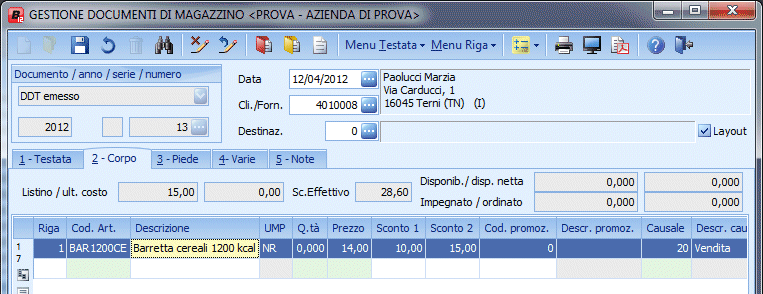 GESTIONE DOCUMENTI DI MAGAZZINO <PROVA - AZIENDA DI PROVA>
Menu Testata Menu Riga
Documento / anno / serie / numero
DDT emesso
2012 13
Data 12/04/2012
Cli./Forn. 4010008
Destinaz. 0
Paolucci Marzia
Via Carducci, 1
16045 Terni (TN) (I)
Layout
1 - Testata 2 - Corpo 3 - Piede 4- Varie 5 - Note
Listino / ult. costo 15,00 0,00 Sc.Effettivo 28,60
Disponib./ disp. netta 0,000 0,000
Impegnato / ordinato 0,000 0,000
Riga Cod. Art. Descrizione UMP Q.tà Prezzo Sconto 1 Sconto 2 Cod. promoz. Descr. promoz. Causale Descr. cau
1 BAR1200CE Barretta cereali 1200 kcal NR 0,000 14,00 10,00 15,00 0 20 Vendita
1
7